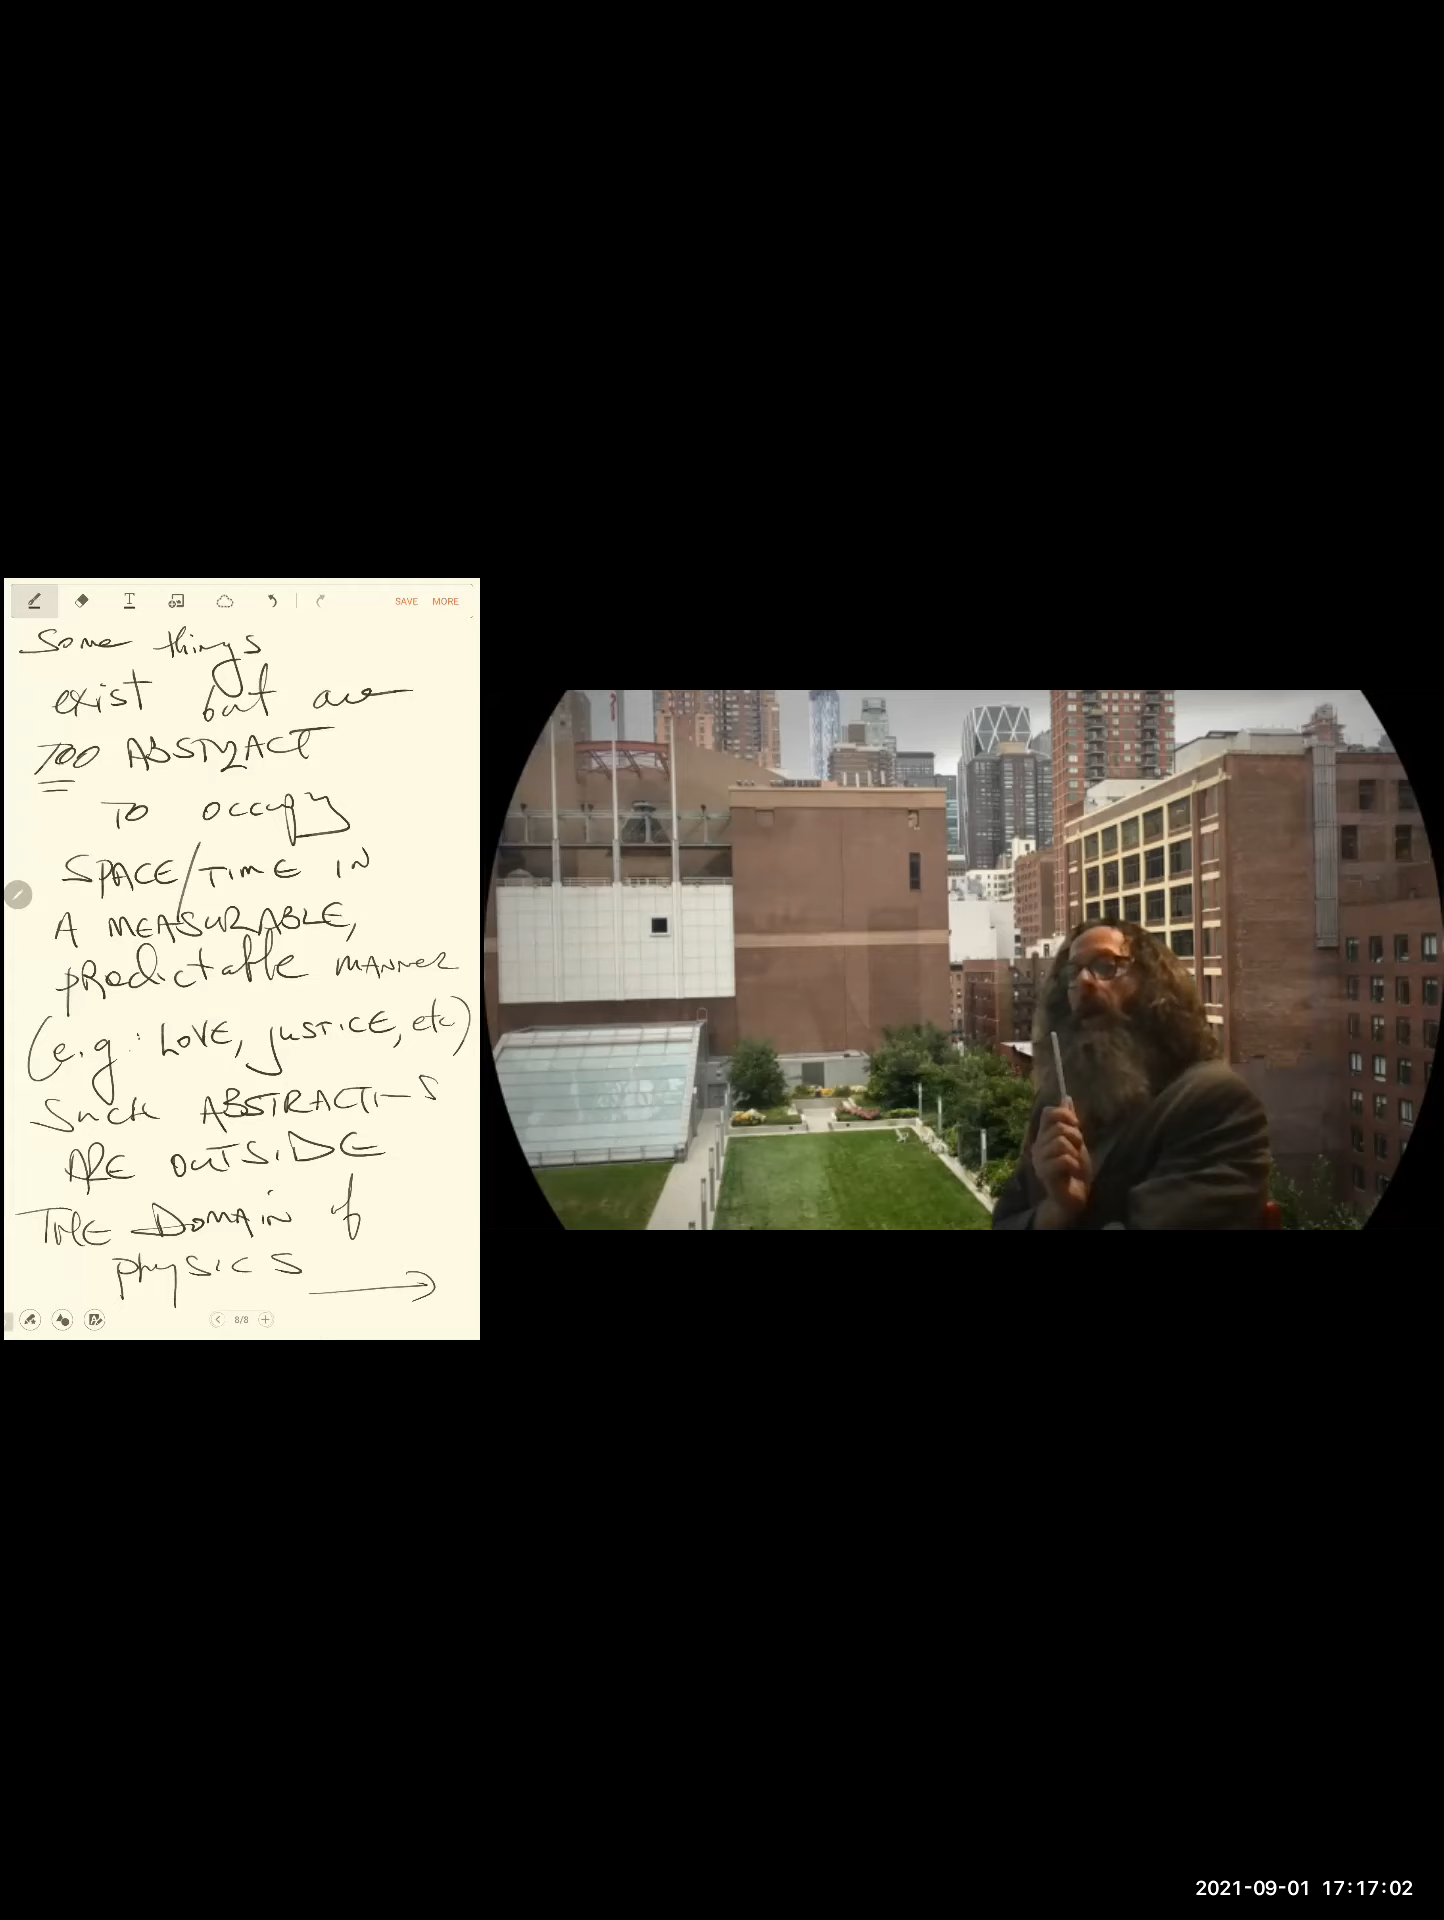 SAVE MORE
Some things
exist but are
TOO ABSTRACT
TO occupy
SPACE/TIME IN
A MEASURABLE,
predictable MANNER
(e.g.: LOVE, JUSTICE, etc)
Such ABSTRACTIONS
ARE OUTSIDE
THE DOMAIN of
physics
8/8
2021-09-01 17:17:02